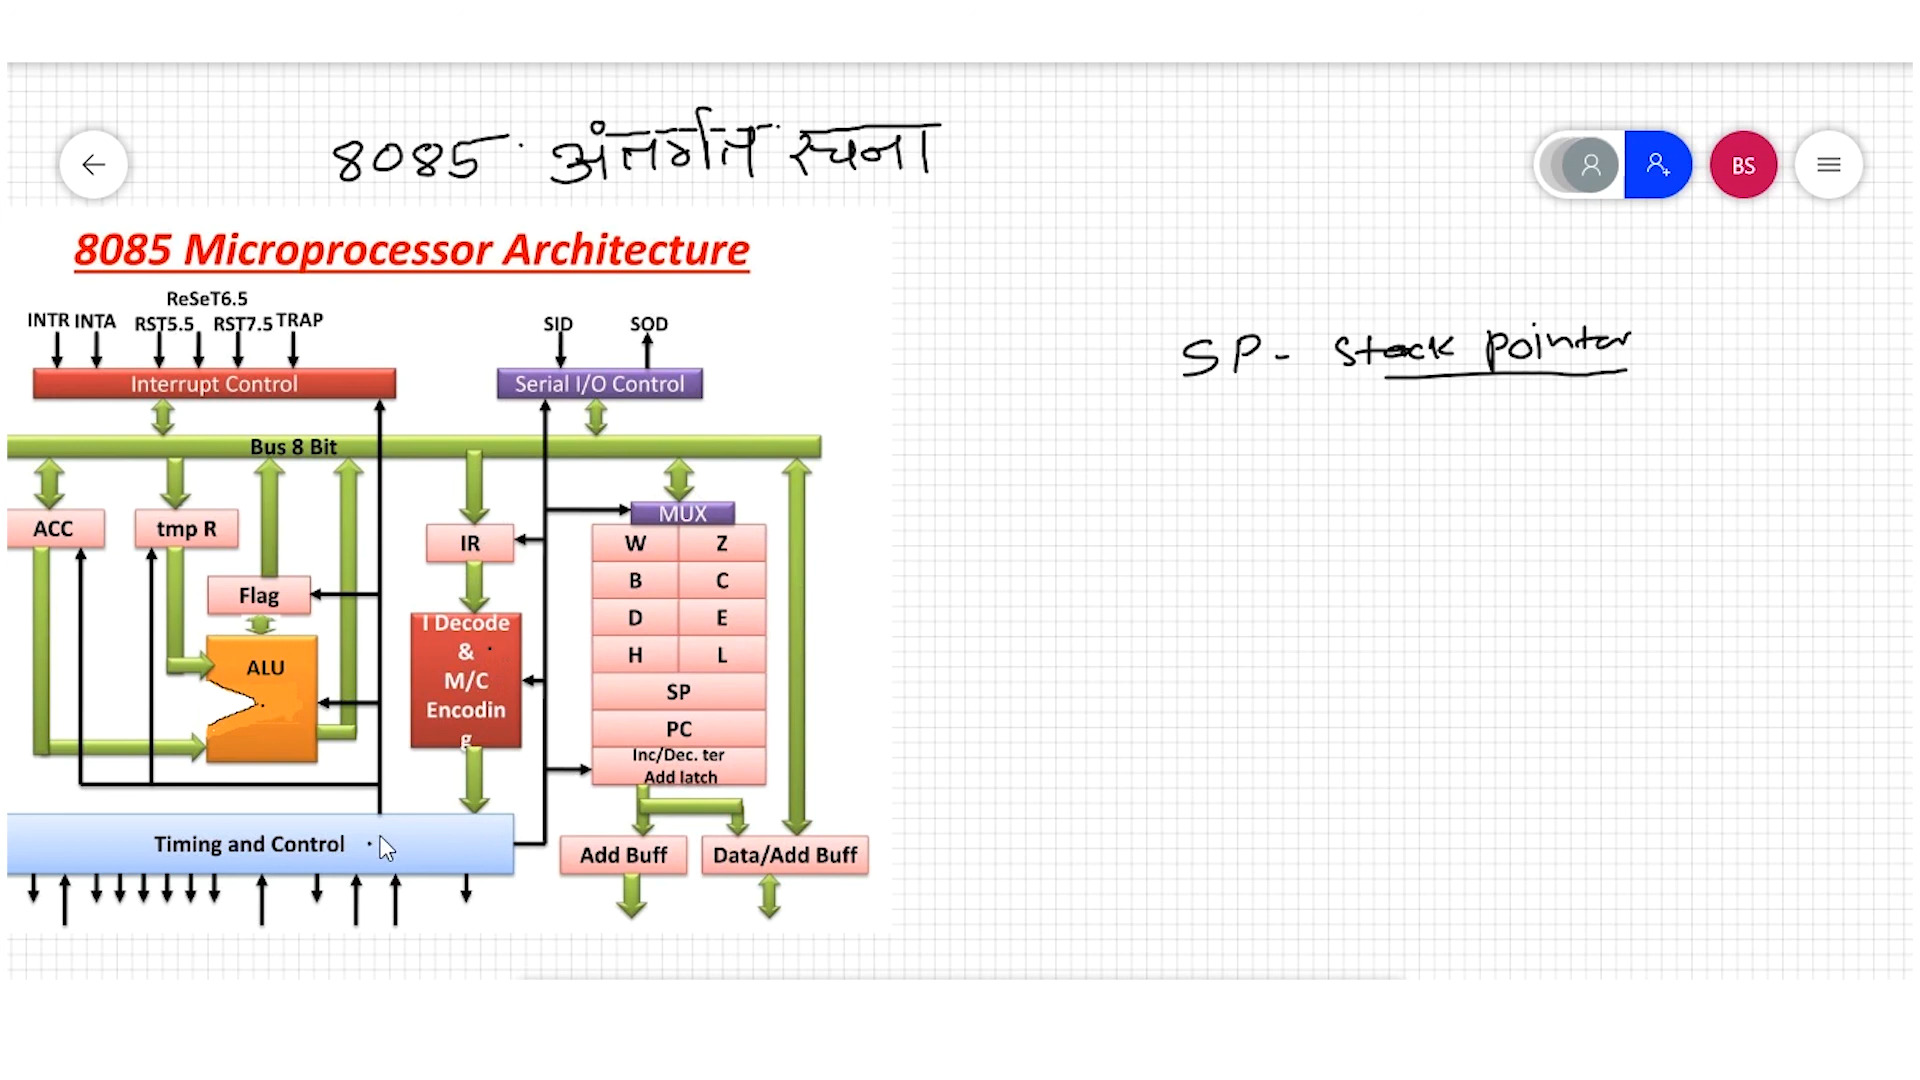 8085 अंतर्गत रचना
BS
8085 Microprocessor Architecture
ReSeT6.5
INTR INTA RST5.5 RST7.5 TRAP
SID SOD
Interrupt Control
Serial I/O Control
SP - Stack pointer
Bus 8 Bit
MUX
ACC
tmp R
IR
W Z
B C
Flag
D E
I Decode
&
M/C
Encodin
g
H L
ALU
SP
PC
Inc/Dec. ter
Add latch
Timing and Control
Add Buff
Data/Add Buff